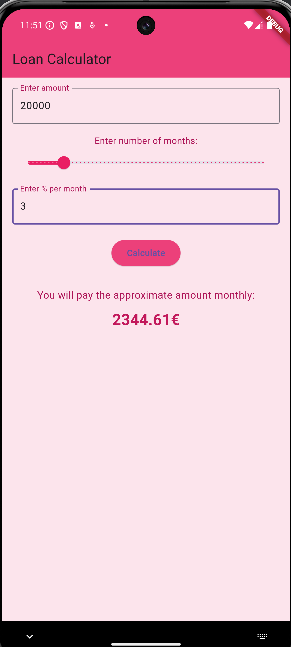 11:51
DEBUG
Loan Calculator
Enter amount
20000
Enter number of months:
Enter % per month
3
Calculate
You will pay the approximate amount monthly:
2344.61€